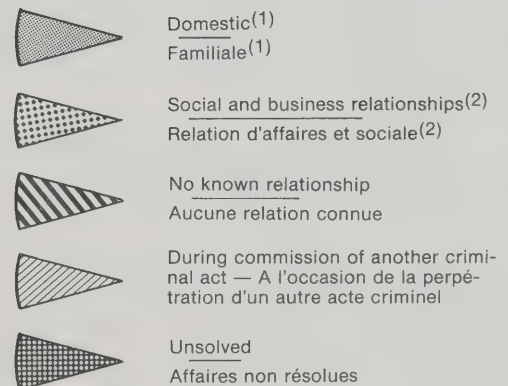 Domestic(1)
Familiale(1)
Social and business relationships(2)
Relation d'affaires et sociale(2)
No known relationship
Aucune relation connue
During commission of another crimi-
nal act — A l'occasion de la perpé-
tration d'un autre acte criminel
Unsolved
Affaires non résolues